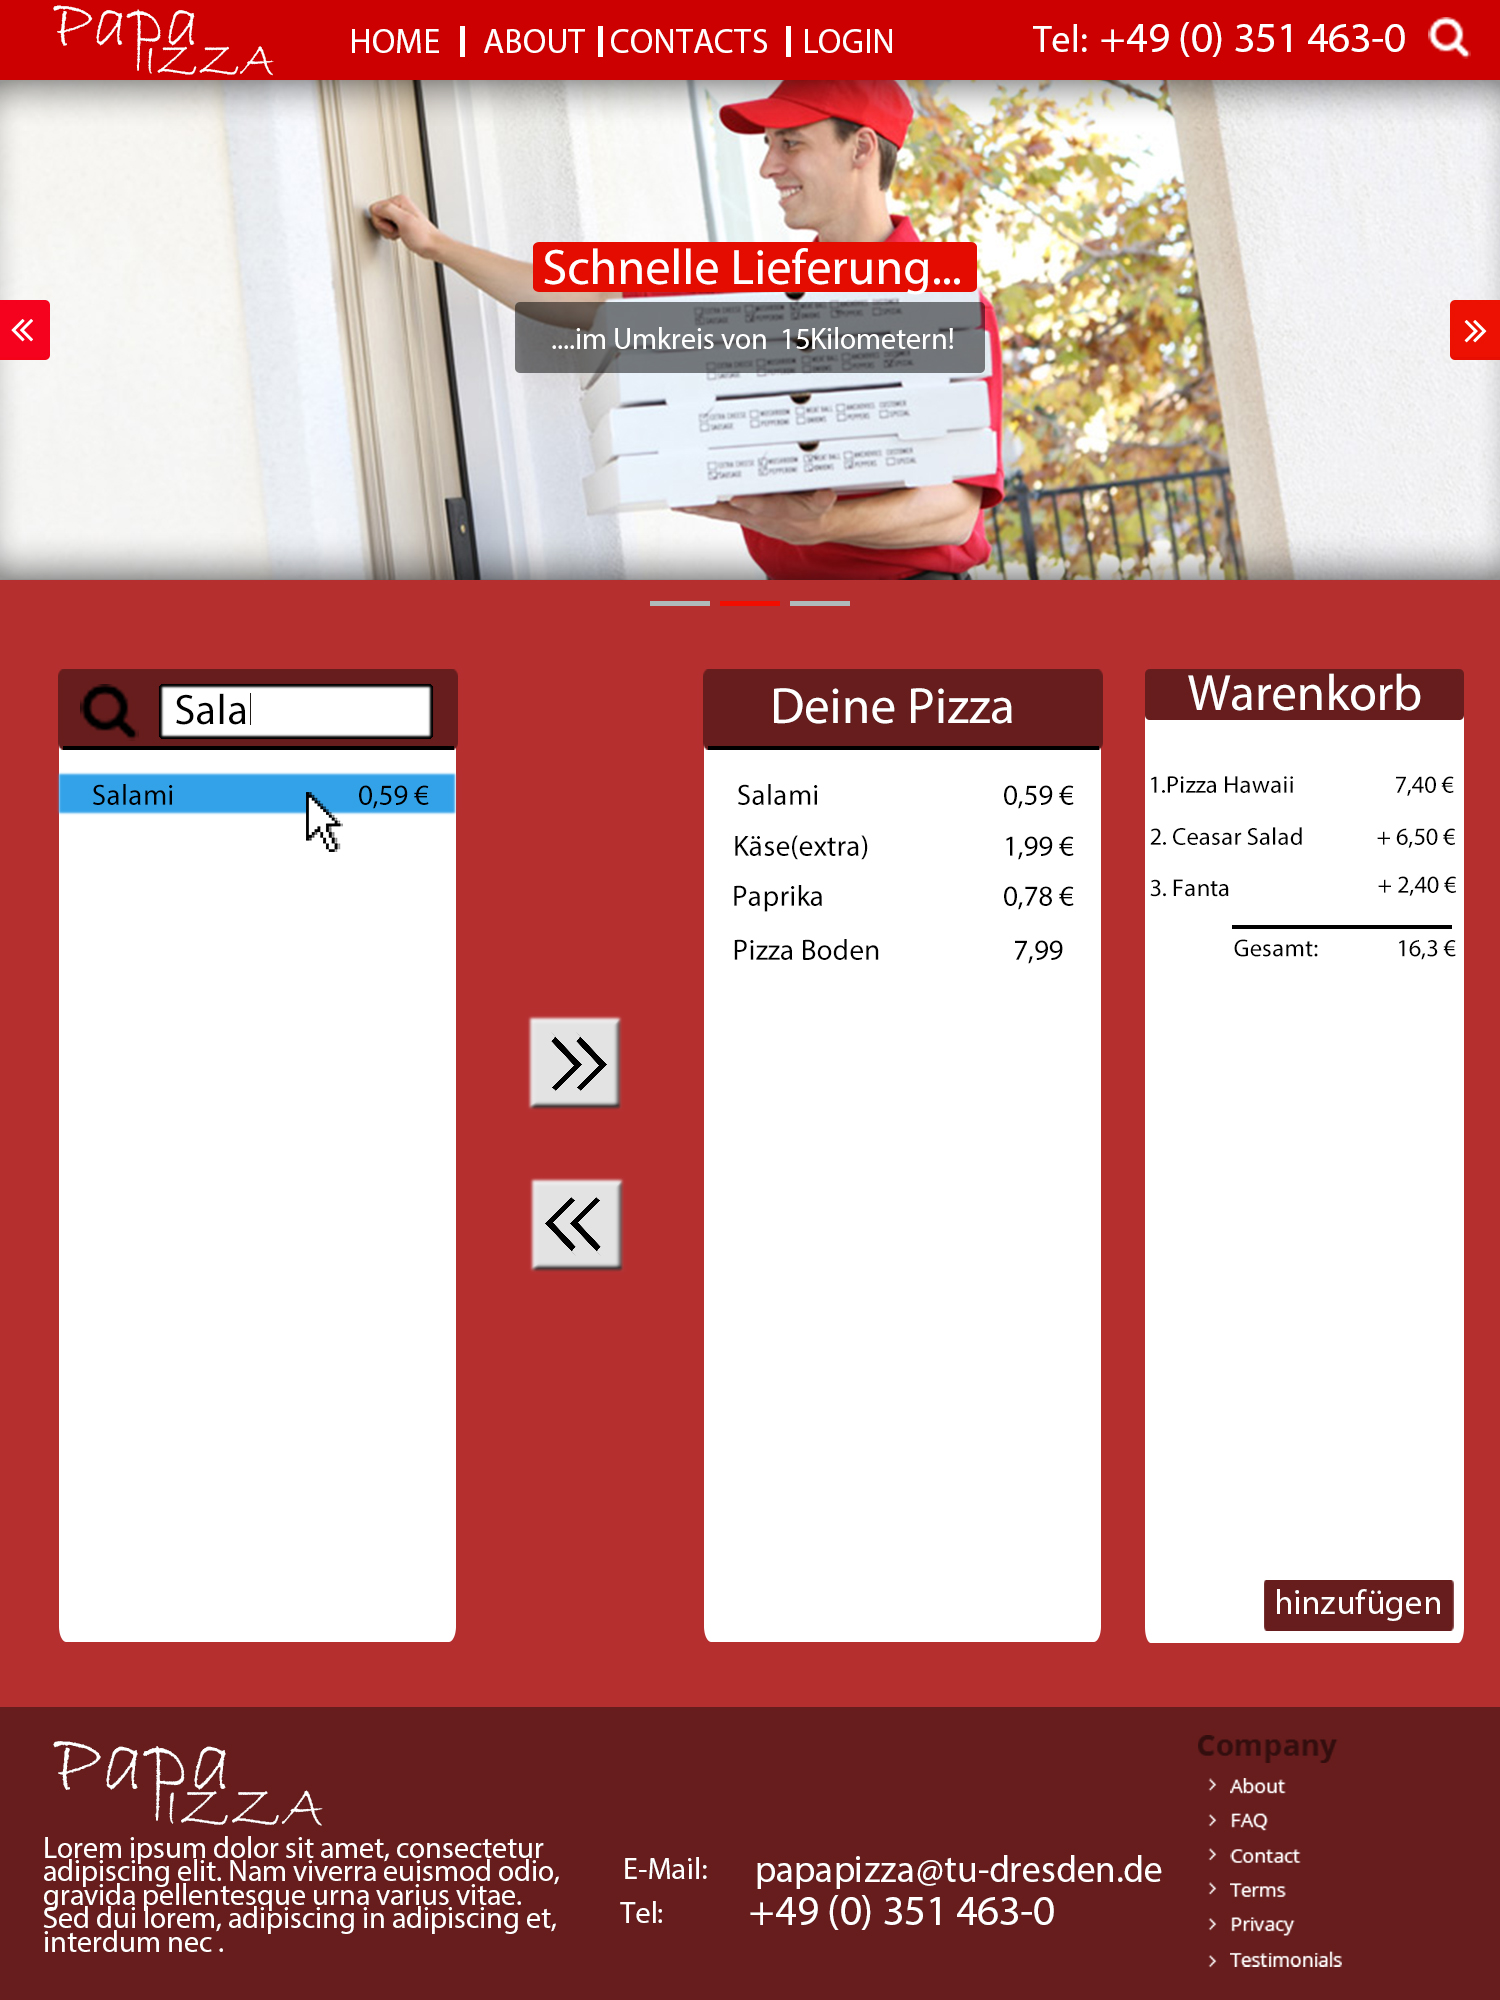 Papa
PIZZA
HOME | ABOUT | CONTACTS | LOGIN
Tel: +49 (0) 351 463-0
Schnelle Lieferung...
....im Umkreis von 15Kilometern!
Sala
Salami 0,59 €
Deine Pizza
Salami 0,59 €
Käse(extra) 1,99 €
Paprika 0,78 €
Pizza Boden 7,99
Warenkorb
1.Pizza Hawaii 7,40 €
2. Ceasar Salad + 6,50 €
3. Fanta + 2,40 €
Gesamt: 16,3 €
hinzufügen
Papa
PIZZA
Lorem ipsum dolor sit amet, consectetur
adipiscing elit. Nam viverra euismod odio,
gravida pellentesque urna varius vitae.
Sed dui lorem, adipiscing in adipiscing et,
interdum nec .
E-Mail: papapizza@tu-dresden.de
Tel: +49 (0) 351 463-0
Company
About
FAQ
Contact
Terms
Privacy
Testimonials